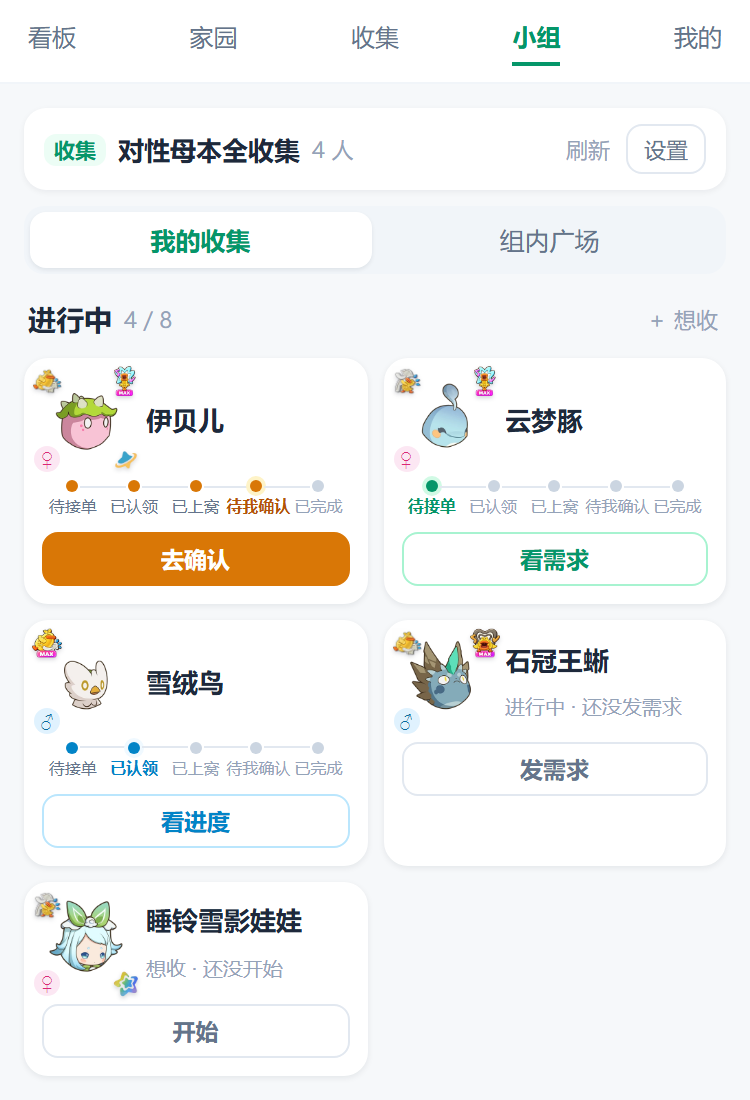 看板 家园 收集 小组 我的
收集 对性母本全收集 4 人 刷新 设置
我的收集 组内广场
进行中 4 / 8 + 想收
MAX
伊贝儿
♀
待接单 已认领 已上窝 待我确认 已完成
去确认
MAX
云梦豚
♀
待接单 已认领 已上窝 待我确认 已完成
看需求
MAX
雪绒鸟
♂
待接单 已认领 已上窝 待我确认 已完成
看进度
MAX
石冠王蜥
进行中 · 还没发需求
♂
发需求
睡铃雪影娃娃
想收 · 还没开始
♀
开始